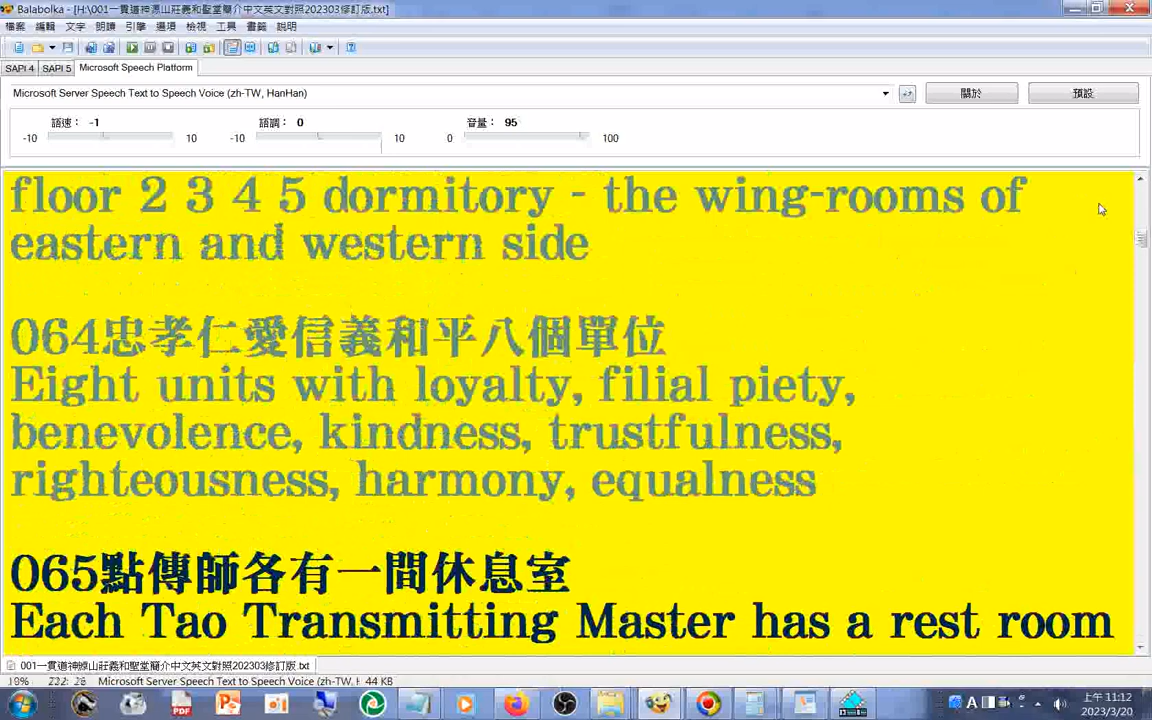 Balabolka - [H:\001一貫道神源山莊義和聖堂簡介中文英文對照202303修訂版.txt]
檔案 編輯 文字 朗讀 引擎 選項 檢視 工具 書籤 說明
SAPI 4 SAPI 5 Microsoft Speech Platform
Microsoft Server Speech Text to Speech Voice (zh-TW, HanHan) 關於 預設
語速: -1 語調: 0 音量: 95
-10 10 -10 10 0 100
floor 2 3 4 5 dormitory - the wing-rooms of
eastern and western side
064忠孝仁愛信義和平八個單位
Eight units with loyalty, filial piety,
benevolence, kindness, trustfulness,
righteousness, harmony, equalness
065點傳師各有一間休息室
Each Tao Transmitting Master has a rest room
001一貫道神源山莊義和聖堂簡介中文英文對照202303修訂版.txt
18% 232: 28 Microsoft Server Speech Text to Speech Voice (zh-TW, H 44 KB
上午 11:12
2023/3/20